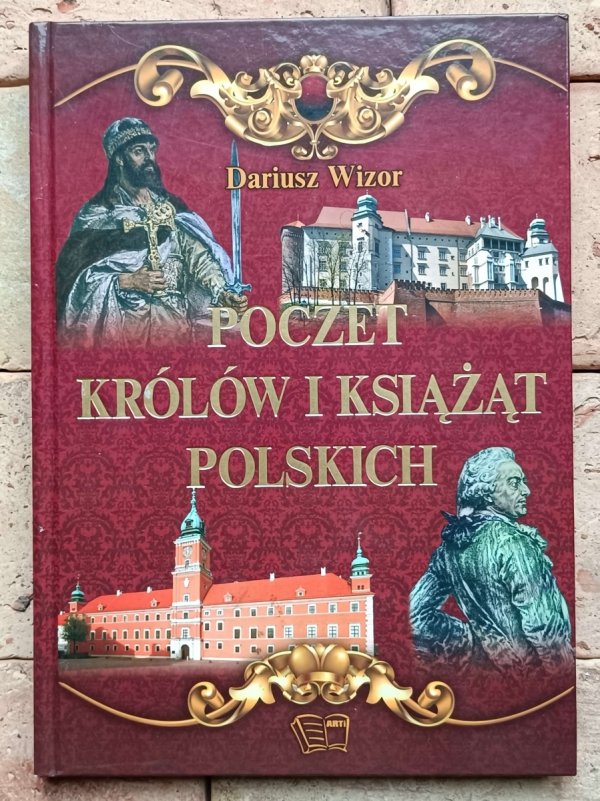 Dariusz Wizor
POCZET
KRÓLÓW I KSIĄŻĄT
POLSKICH
ARTI